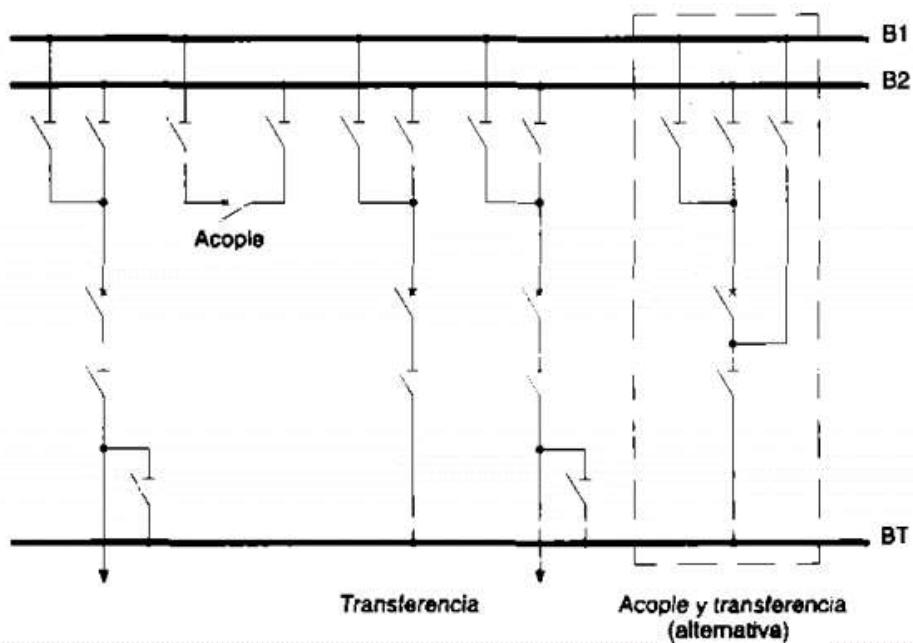 B1
B2
Acople
BT
Transferencia
Acople y transferencia
(alternativa)